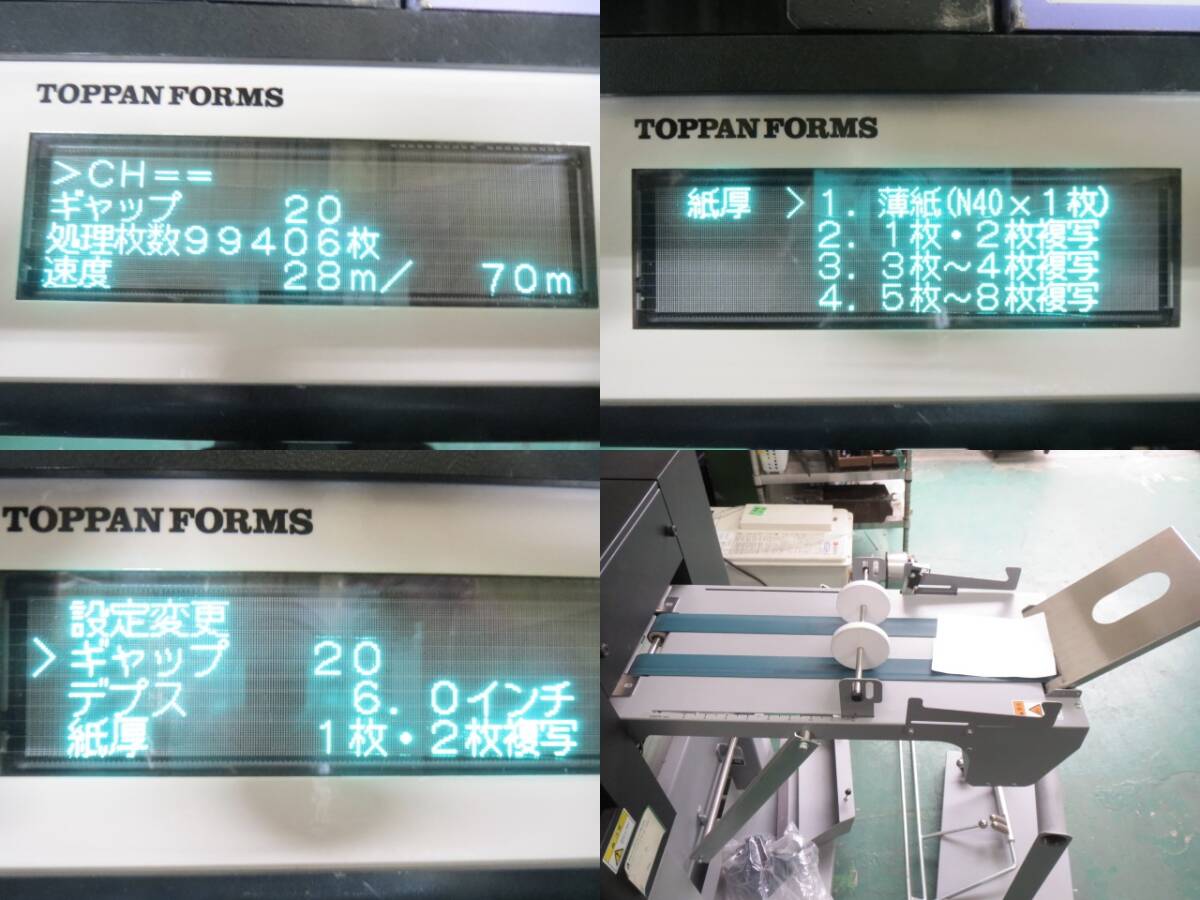 TOPPAN FORMS
>CH==
ギャップ 20
処理枚数99406枚
速度 28m/ 70m
TOPPAN FORMS
紙厚 >1. 薄紙(N40×1枚)
2. 1枚・2枚複写
3. 3枚~4枚複写
4. 5枚~8枚複写
TOPPAN FORMS
設定変更
>ギャップ 20
デプス 6.0インチ
紙厚 1枚・2枚複写